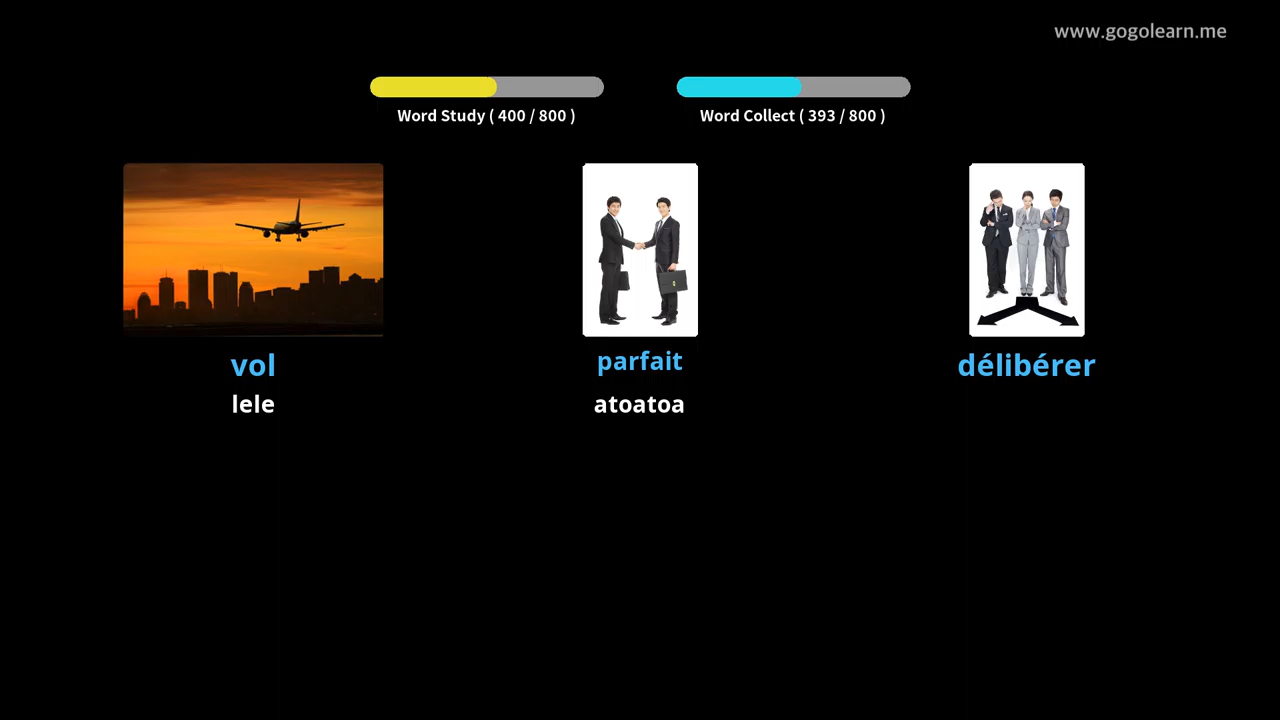 www.gogolearn.me
Word Study ( 400 / 800 )
Word Collect ( 393 / 800 )
vol
parfait
délibérer
lele
atoatoa